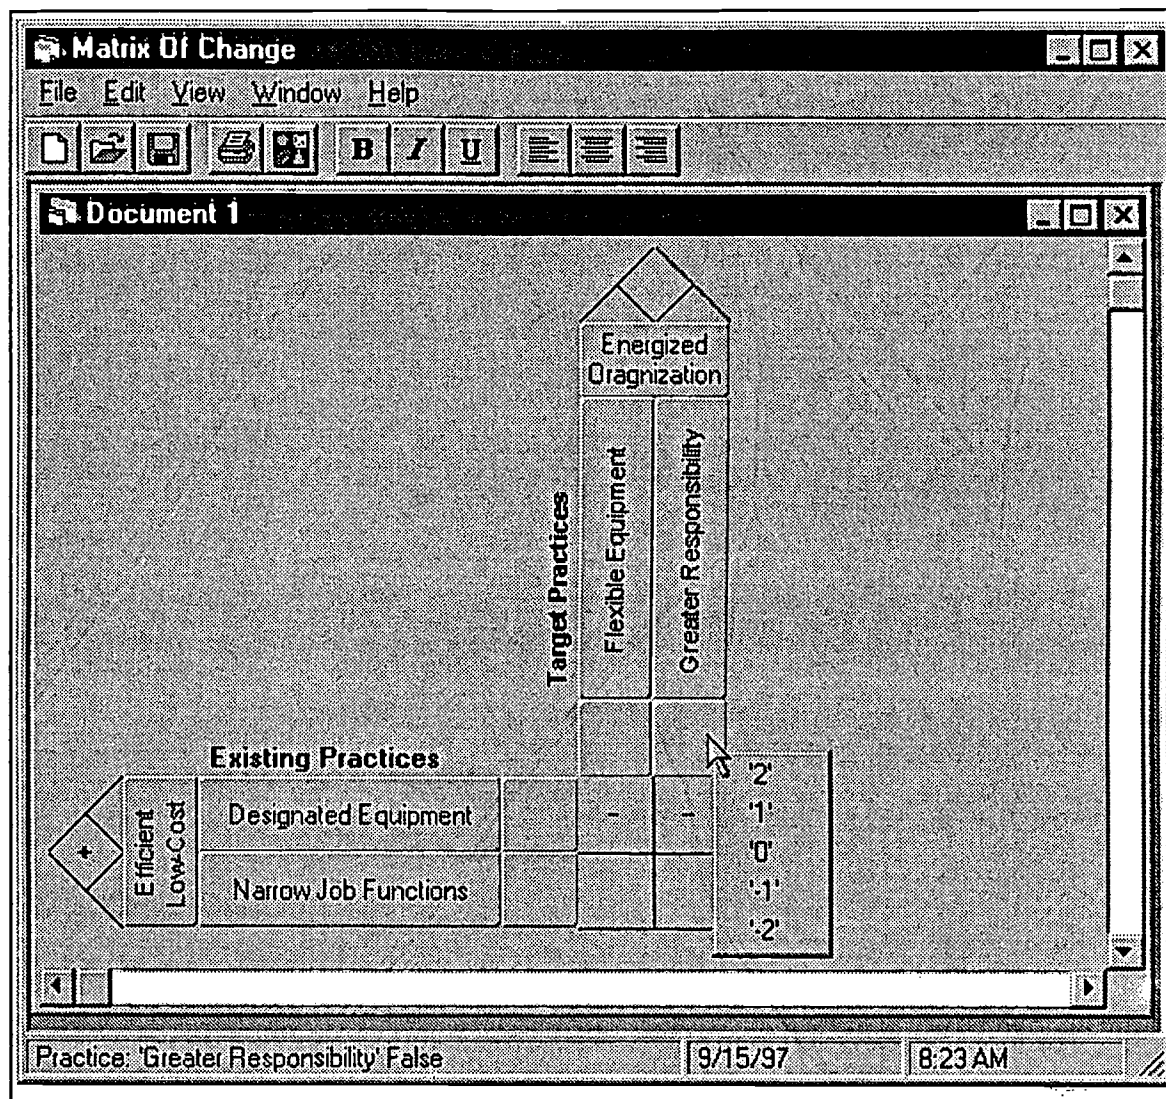 Matrix Of Change
File Edit View Window Help
B I U
Document 1
Energized
Oragnization
Target Practices
Flexible Equipment
Greater Responsibility
Existing Practices
Efficient
Low-Cost
Designated Equipment
Narrow Job Functions
+
-
-
'2'
'1'
'0'
'-1'
'-2'
Practice: 'Greater Responsibility' False
9/15/97
8:23 AM